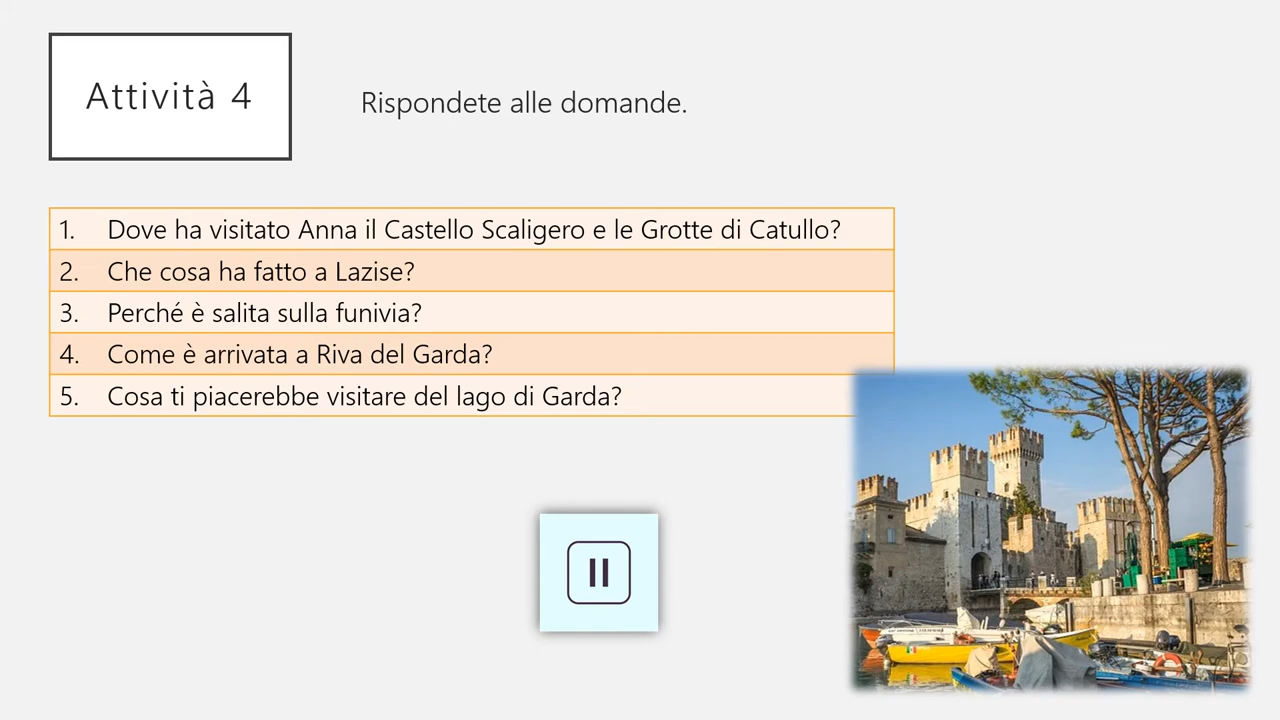 Attività 4
Rispondete alle domande.
1. Dove ha visitato Anna il Castello Scaligero e le Grotte di Catullo?
2. Che cosa ha fatto a Lazise?
3. Perché è salita sulla funivia?
4. Come è arrivata a Riva del Garda?
5. Cosa ti piacerebbe visitare del lago di Garda?